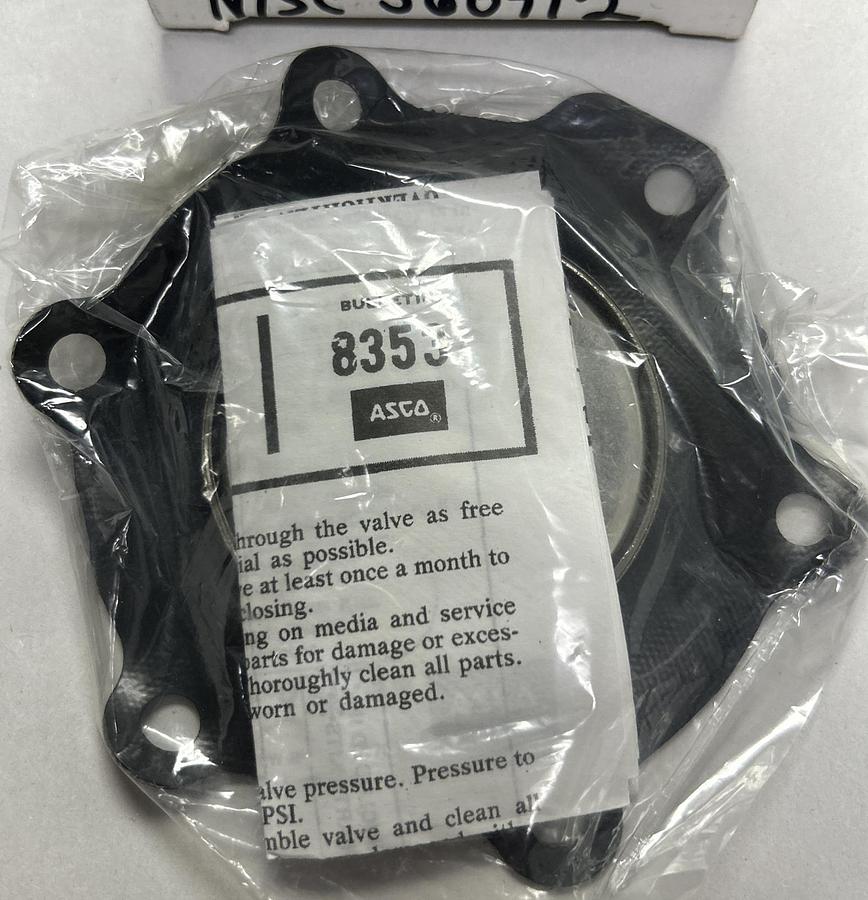 BULLETIN
8353
ASCO®
hrough the valve as free
ial as possible.
e at least once a month to
closing.
ng on media and service
parts for damage or exces-
horoughly clean all parts.
worn or damaged.
alve pressure. Pressure to
PSI.
mble valve and clean all